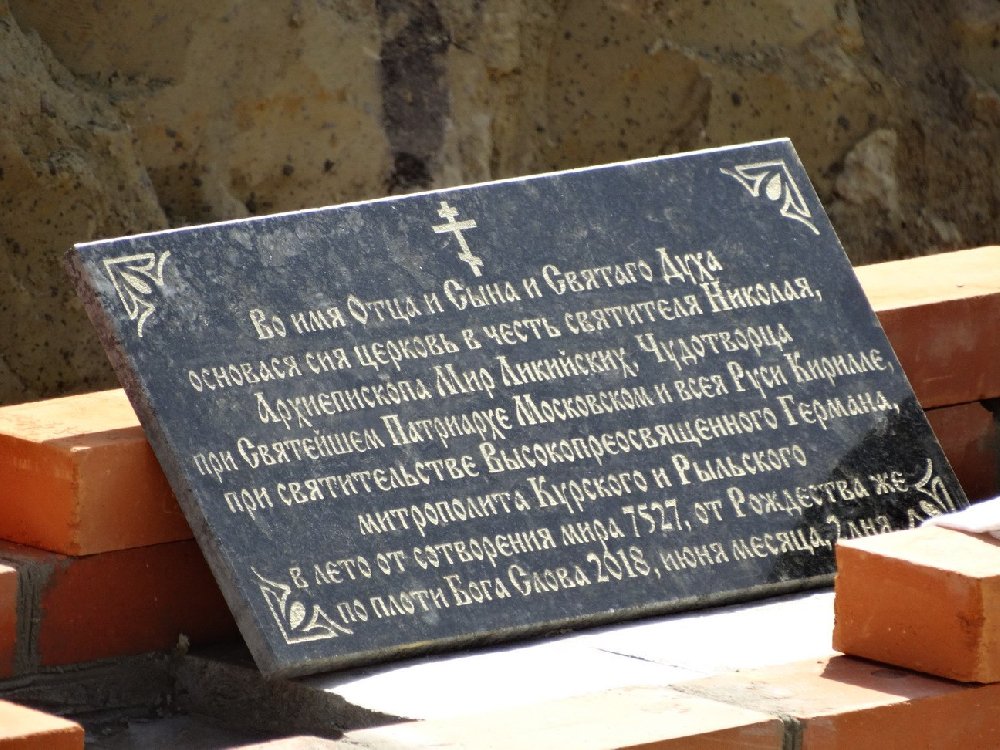 Во имя Отца и Сына и Святаго Духа
основася сия церковь в честь святителя Николая,
Архиепископа Мир Ликийских, Чудотворца
при Святейшем Патриархе Московском и всея Руси Кирилле,
при святительстве Высокопреосвященного Германа,
митрополита Курского и Рыльского
в лето от сотворения мира 7527, от Рождества же
по плоти Бога Слова 2018, июня месяца 2 дня